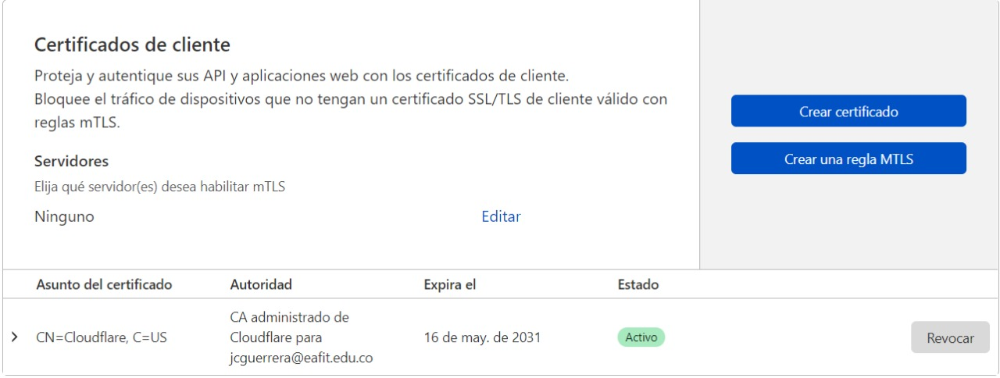 Certificados de cliente
Proteja y autentique sus API y aplicaciones web con los certificados de cliente.
Bloquee el tráfico de dispositivos que no tengan un certificado SSL/TLS de cliente válido con
reglas mTLS.
Crear certificado
Crear una regla MTLS
Servidores
Elija qué servidor(es) desea habilitar mTLS
Ninguno Editar
Asunto del certificado Autoridad Expira el Estado
CN=Cloudflare, C=US
CA administrado de
Cloudflare para
jcguerrera@eafit.edu.co
16 de may. de 2031
Activo
Revocar